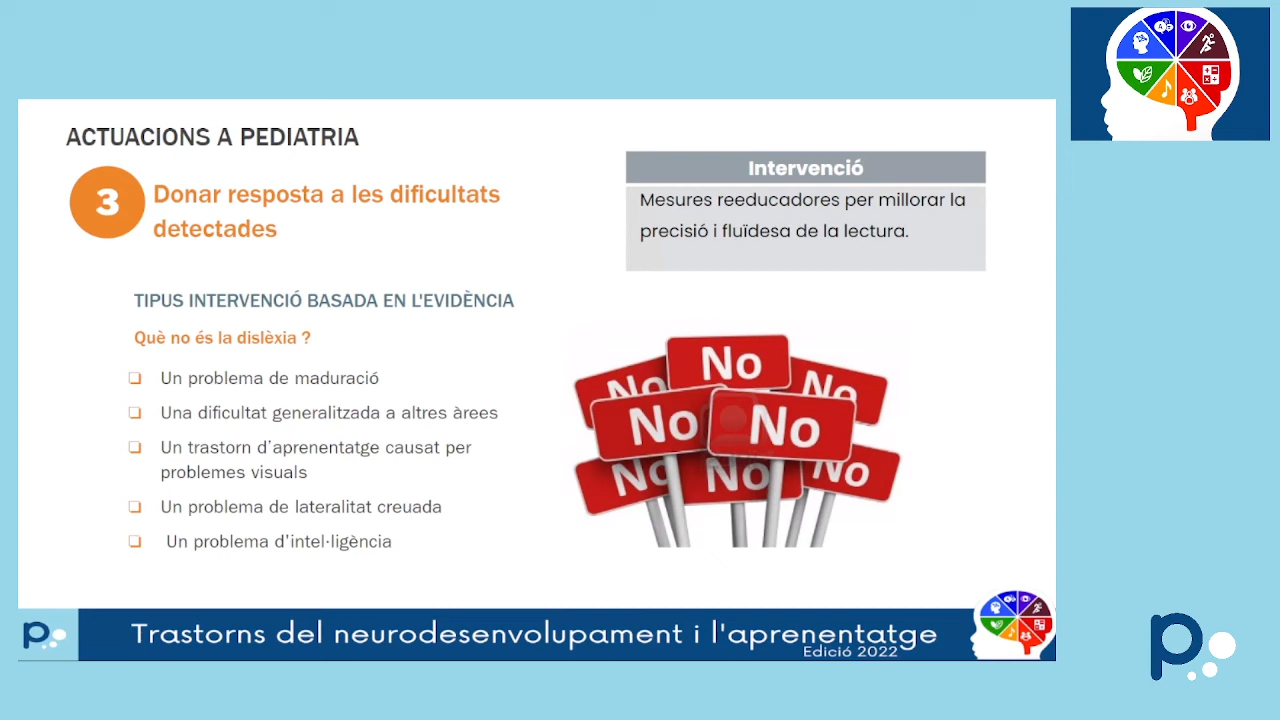 ACTUACIONS A PEDIATRIA
3
Donar resposta a les dificultats
detectades
Intervenció
Mesures reeducadores per millorar la
precisió i fluïdesa de la lectura.
TIPUS INTERVENCIÓ BASADA EN L'EVIDÈNCIA
Què no és la dislèxia ?
Un problema de maduració
Una dificultat generalitzada a altres àrees
Un trastorn d’aprenentatge causat per
problemes visuals
Un problema de lateralitat creuada
Un problema d'intel·ligència
No
No
No
No
No
No
No
No
p
Trastorns del neurodesenvolupament i l'aprenentatge
Edició 2022
p